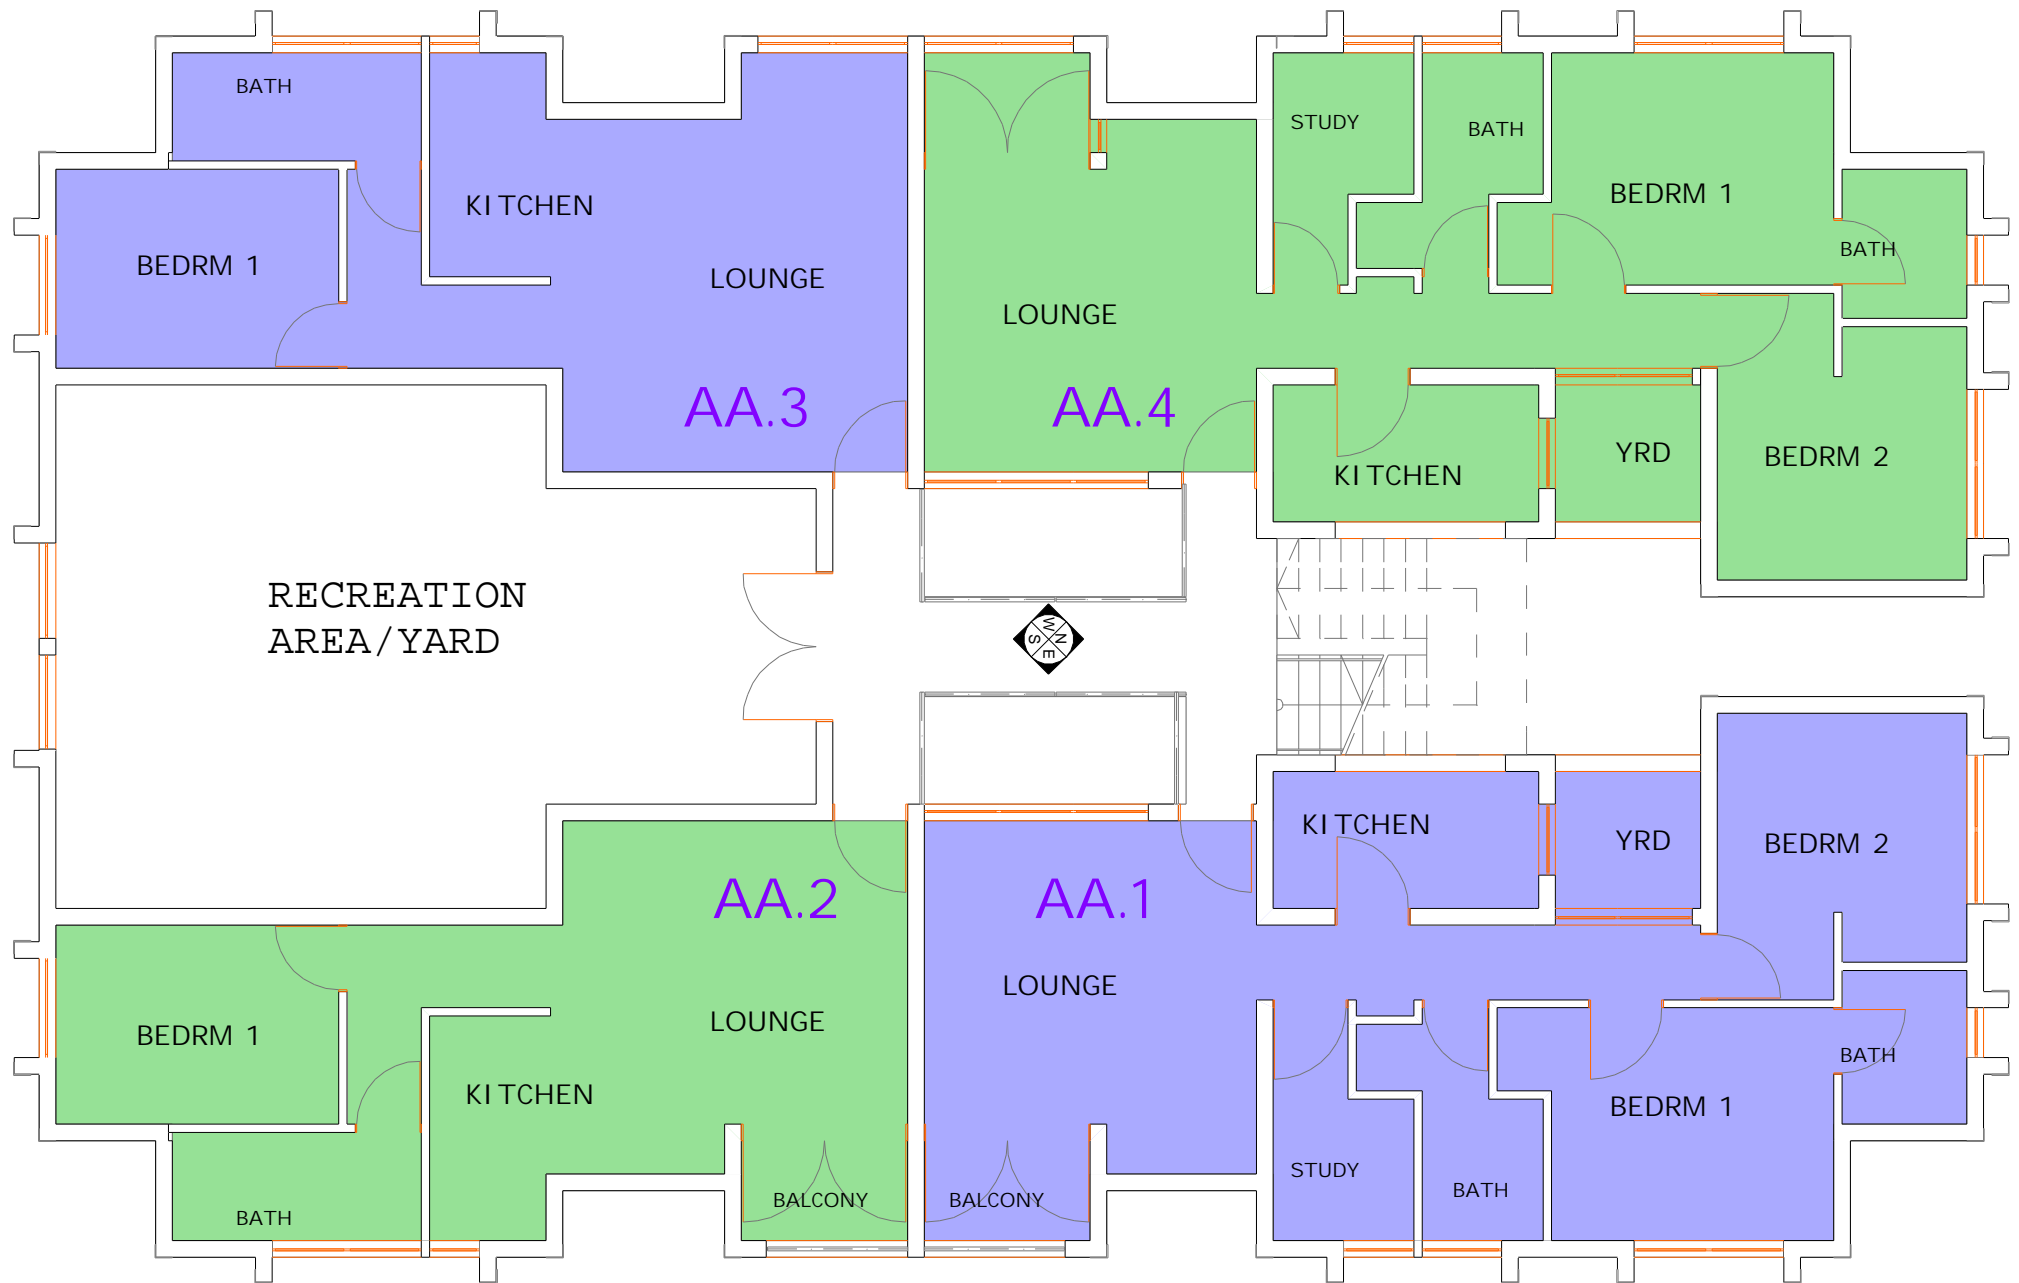 BATH
KITCHEN
BEDRM 1
LOUNGE
AA.3
STUDY
BATH
BEDRM 1
BATH
LOUNGE
AA.4
KITCHEN
YRD
BEDRM 2
RECREATION
AREA/YARD
W
N
S
E
KITCHEN
YRD
BEDRM 2
AA.2
AA.1
LOUNGE
LOUNGE
BEDRM 1
KITCHEN
BATH
BEDRM 1
STUDY
BATH
BALCONY
BALCONY
BATH